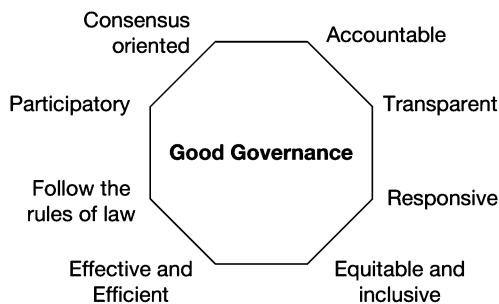 Consensus
oriented
Accountable
Participatory
Transparent
Good Governance
Follow the
rules of law
Responsive
Effective and
Efficient
Equitable and
inclusive